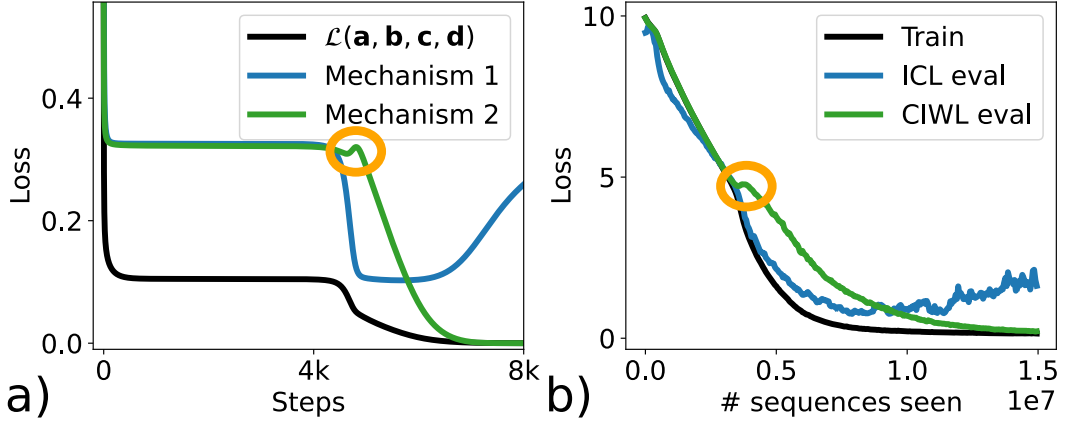 0.4
0.2
0.0
Loss
0
4k
8k
Steps
a)
ℒ(a, b, c, d)
Mechanism 1
Mechanism 2
10
5
0
Loss
0.0
0.5
1.0
1.5
# sequences seen
1e7
b)
Train
ICL eval
CIWL eval